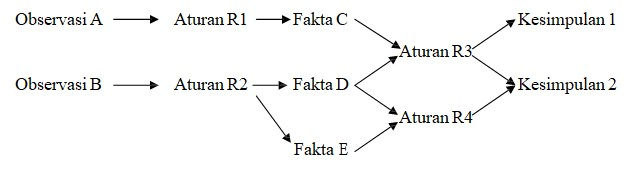 Observasi A Aturan R1 Fakta C Kesimpulan 1
Aturan R3
Observasi B Aturan R2 Fakta D Kesimpulan 2
Aturan R4
Fakta E